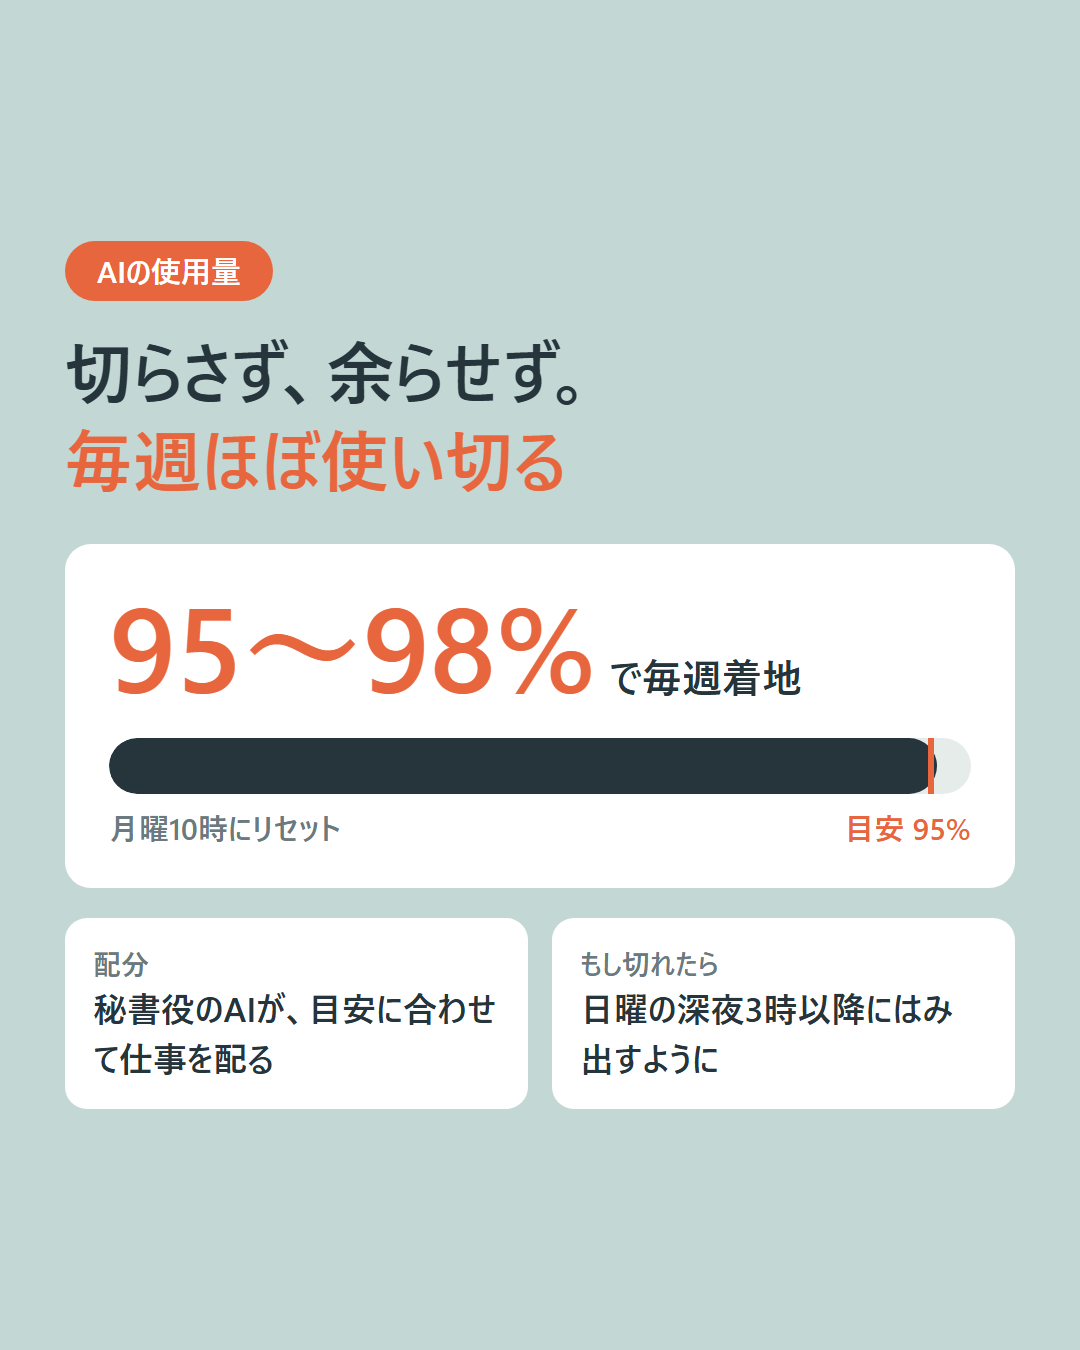 AIの使用量
切らさず、余らせず。
毎週ほぼ使い切る
95〜98% で毎週着地
月曜10時にリセット
目安 95%
配分
秘書役のAIが、目安に合わせ
て仕事を配る
もし切れたら
日曜の深夜3時以降にはみ
出すように